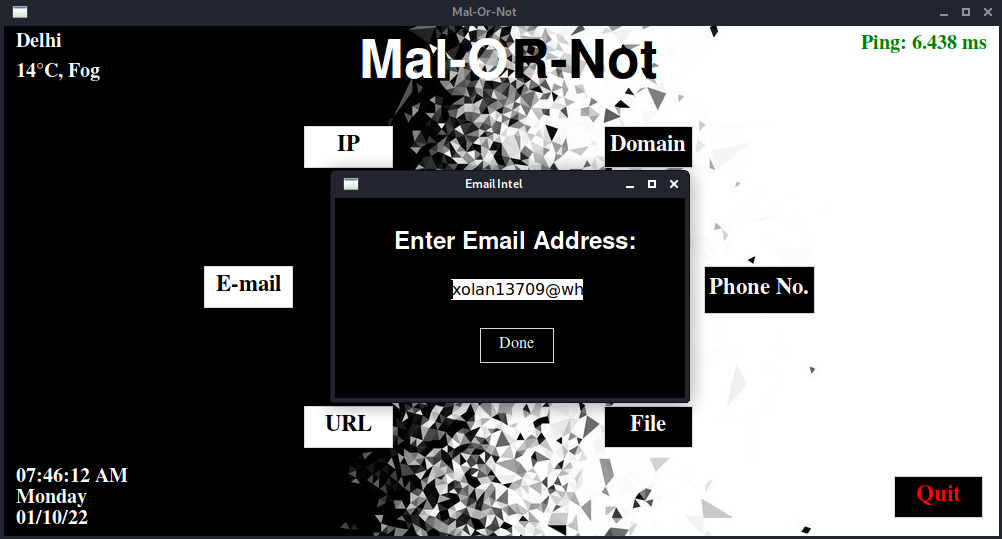 Mal-Or-Not
Delhi
14°C, Fog
Mal-OR-Not
Ping: 6.438 ms
IP
Domain
Email Intel
Enter Email Address:
xolan13709@wh
Done
E-mail
Phone No.
URL
File
07:46:12 AM
Monday
01/10/22
Quit